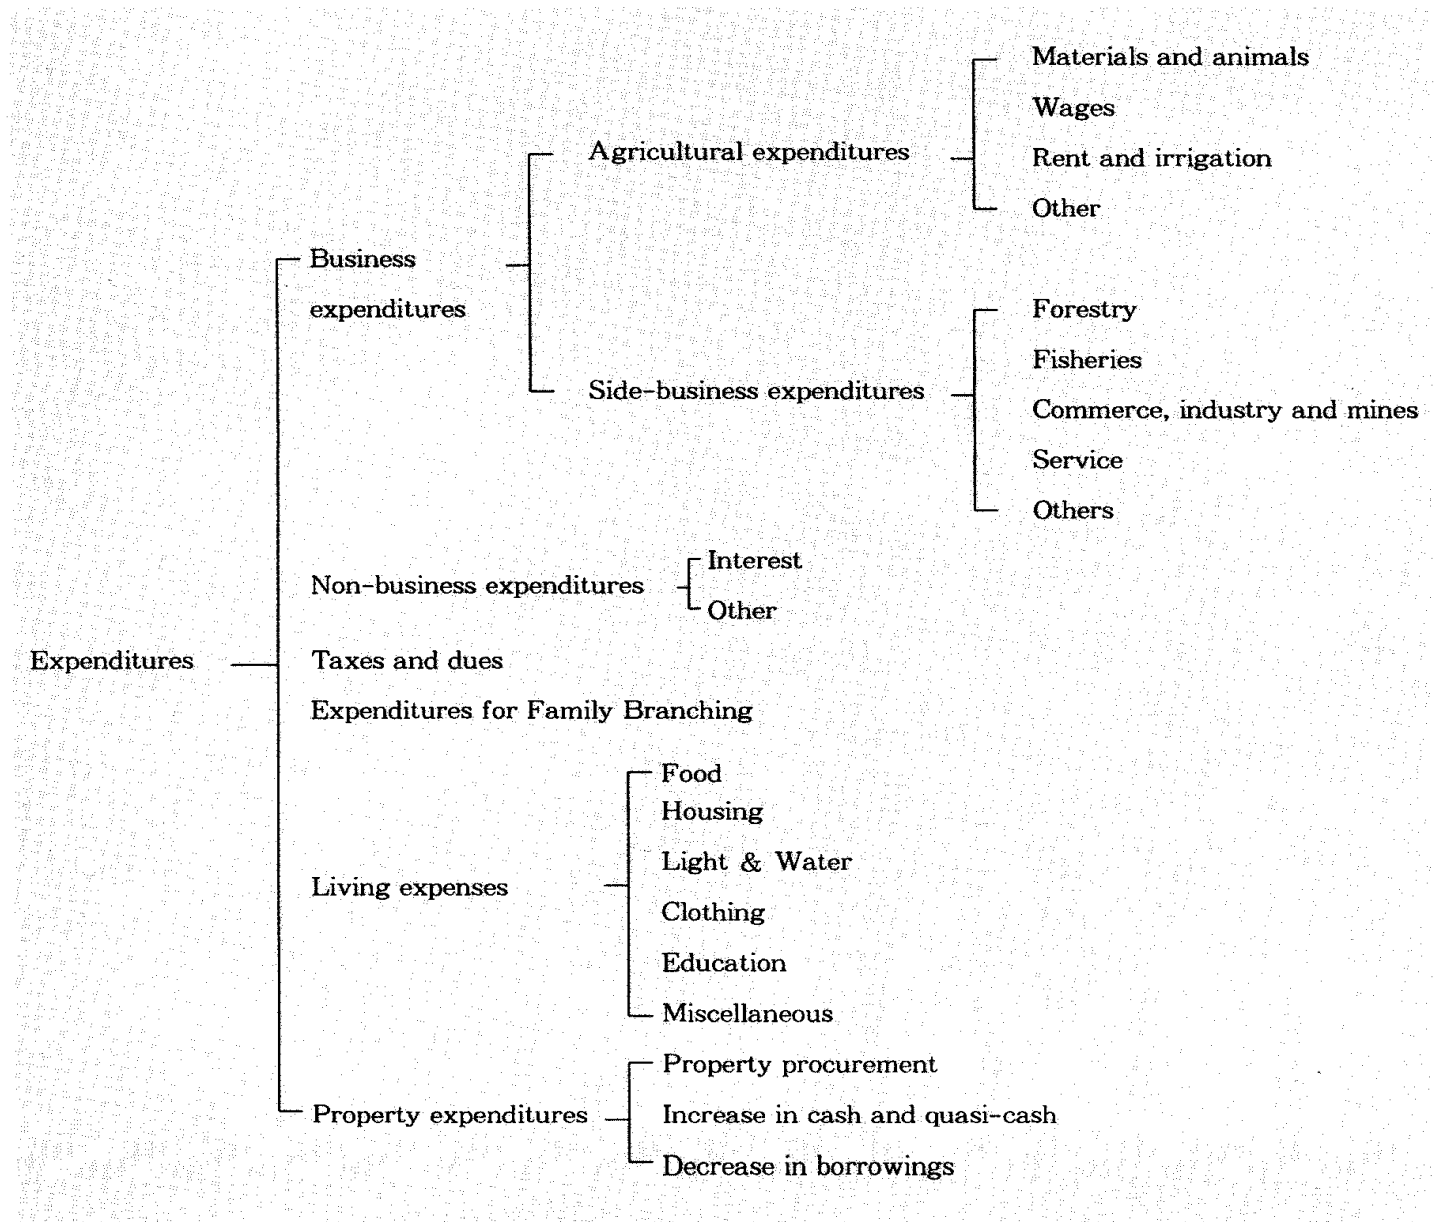 Materials and animals
Wages
Agricultural expenditures
Rent and irrigation
Other
Business
expenditures
Forestry
Fisheries
Side-business expenditures
Commerce, industry and mines
Service
Others
Interest
Non-business expenditures
Other
Expenditures
Taxes and dues
Expenditures for Family Branching
Food
Housing
Light & Water
Living expenses
Clothing
Education
Miscellaneous
Property procurement
Property expenditures
Increase in cash and quasi-cash
Decrease in borrowings